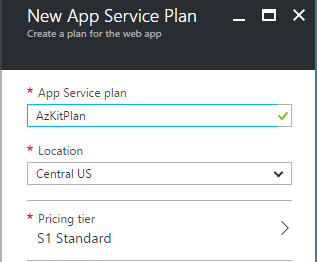 New App Service Plan
Create a plan for the web app
* App Service plan
AzKitPlan
* Location
Central US
* Pricing tier
S1 Standard